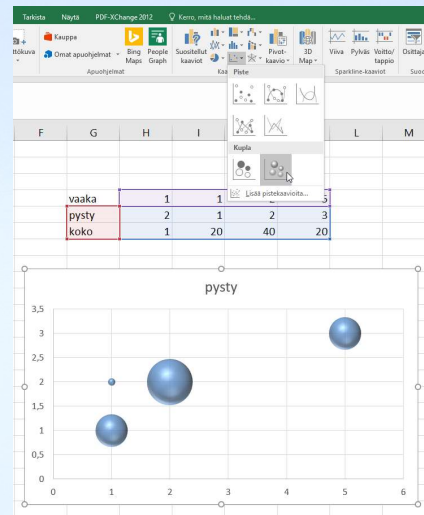 Tarkista Näytä PDF-XChange 2012 Kerro, mitä haluat tehdä...
Kauppa
Omat apuohjelmat
Bing Maps
People Graph
Suositellut kaaviot
Pivot-kaavio
3D Map
Viiva
Pylväs
Voitto/tappio
Apuohjelmat
Sparkline-kaaviot
Piste
Kupla
Lisää pistekaavioita...
F G H I L M
vaaka 1 1
pysty 2 1 2 3
koko 1 20 40 20
pysty
3,5
3
2,5
2
1,5
1
0,5
0
0 1 2 3 4 5 6